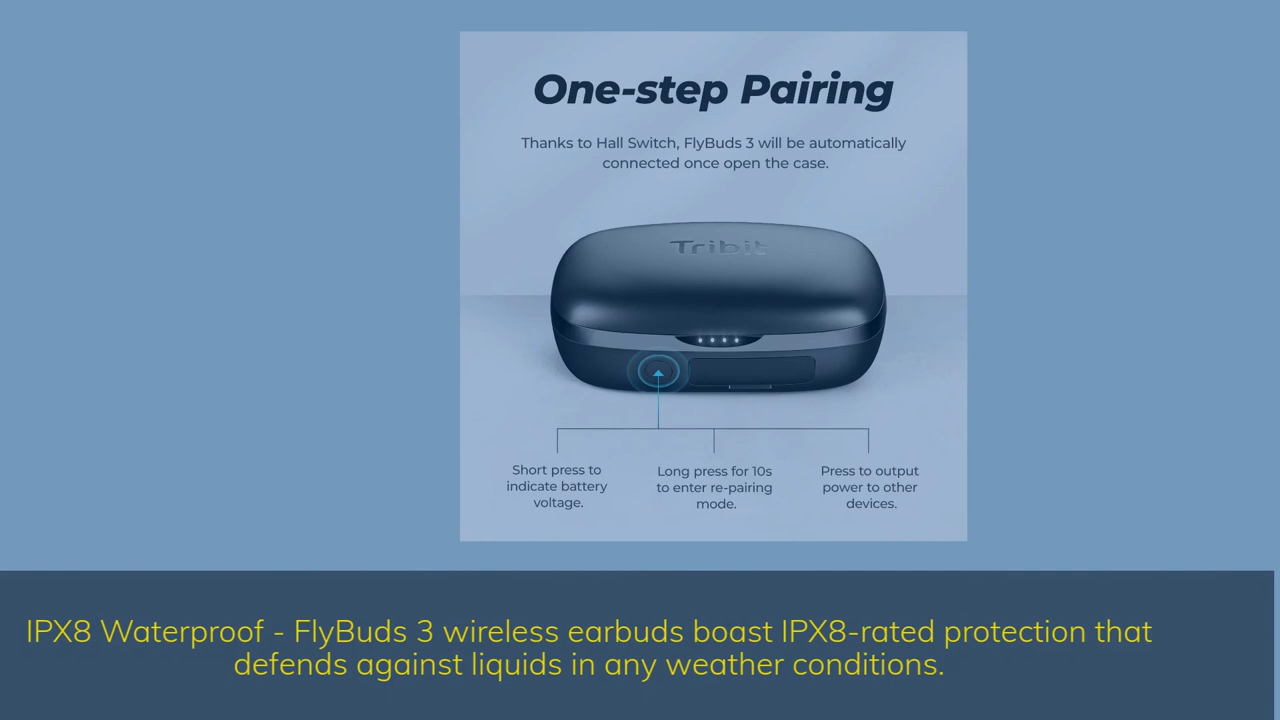 One-step Pairing
Thanks to Hall Switch, FlyBuds 3 will be automatically
connected once open the case.
Tribit
Short press to
indicate battery
voltage.
Long press for 10s
to enter re-pairing
mode.
Press to output
power to other
devices.
IPX8 Waterproof - FlyBuds 3 wireless earbuds boast IPX8-rated protection that
defends against liquids in any weather conditions.